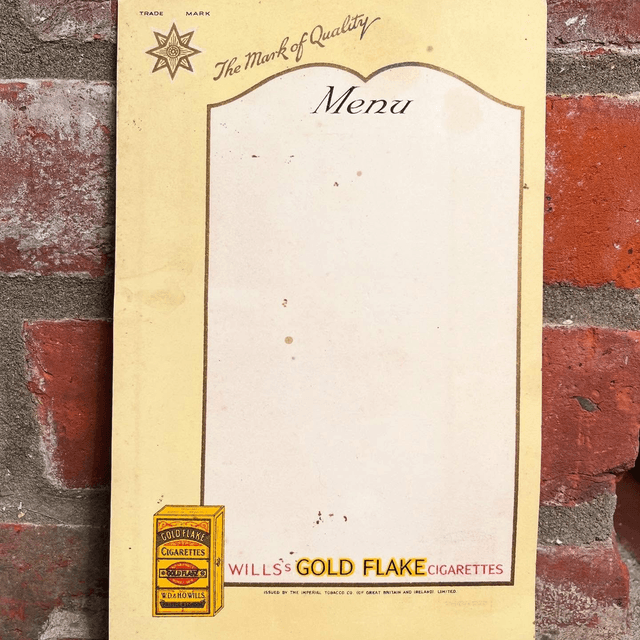 TRADE MARK
The Mark of Quality
Menu
GOLD FLAKE
CIGARETTES
GOLD FLAKE
W.D.& H.O.WILLS
WILLS'S GOLD FLAKE CIGARETTES
ISSUED BY THE IMPERIAL TOBACCO CO. (OF GREAT BRITAIN AND IRELAND) LIMITED.